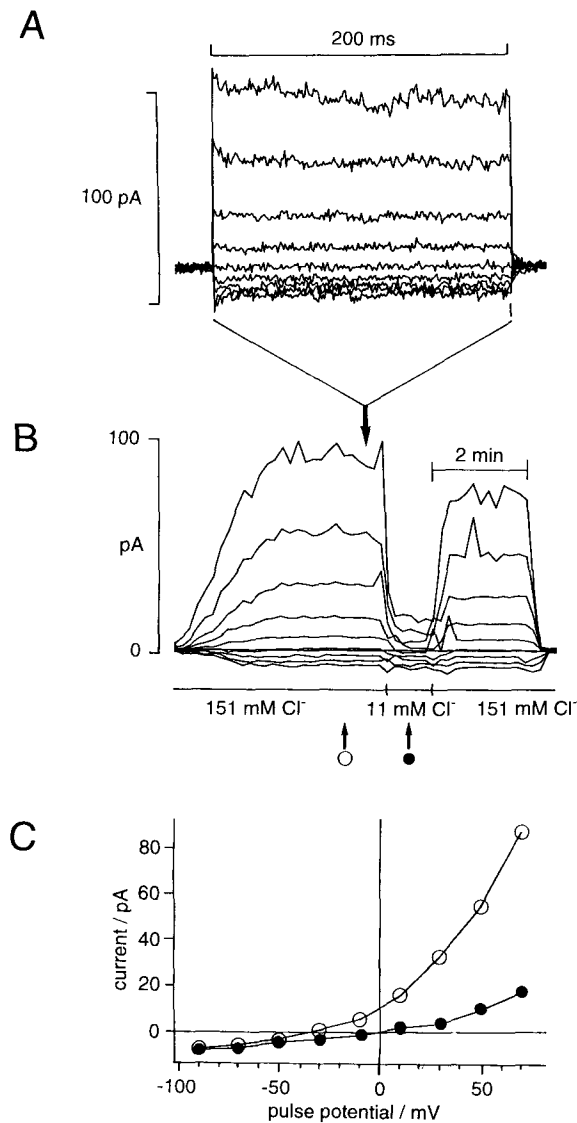 A
200 ms
100 pA
B
100
2 min
pA
0
151 mM Cl⁻ 11 mM Cl⁻ 151 mM Cl⁻
C
80
60
40
20
0
current / pA
-100 -50 0 50
pulse potential / mV